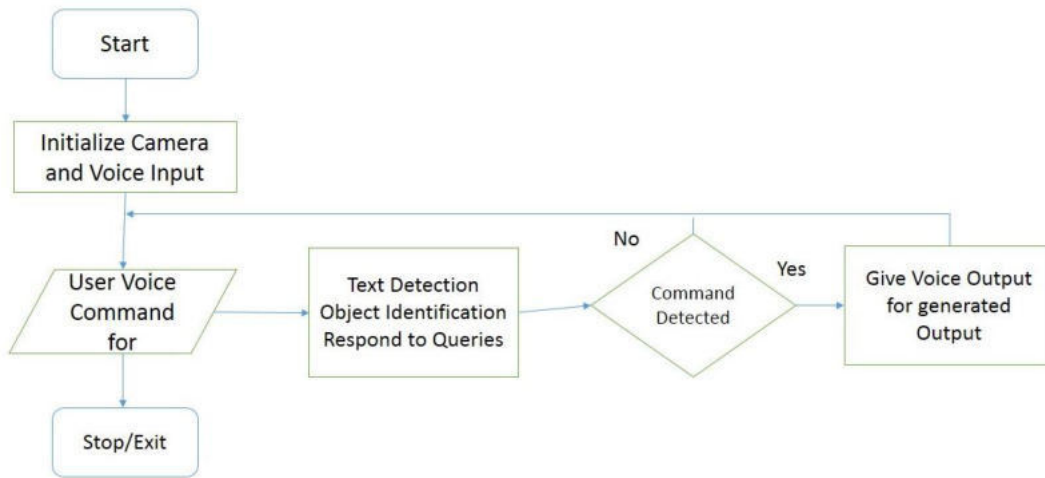 Start
Initialize Camera
and Voice Input
User Voice
Command
for
Text Detection
Object Identification
Respond to Queries
No
Command
Detected
Yes
Give Voice Output
for generated
Output
Stop/Exit